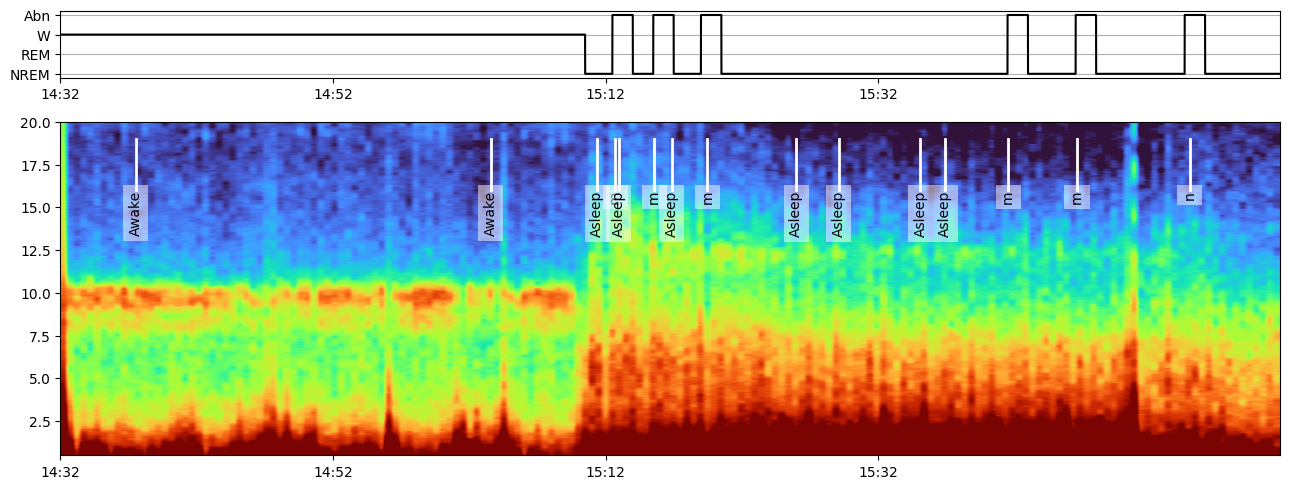 Abn
W
REM
NREM
14:32
14:52
15:12
15:32
20.0
17.5
15.0
12.5
10.0
7.5
5.0
2.5
Awake
Awake
Asleep
Asleep
m
Asleep
m
Asleep
Asleep
Asleep
Asleep
m
m
n
14:32
14:52
15:12
15:32